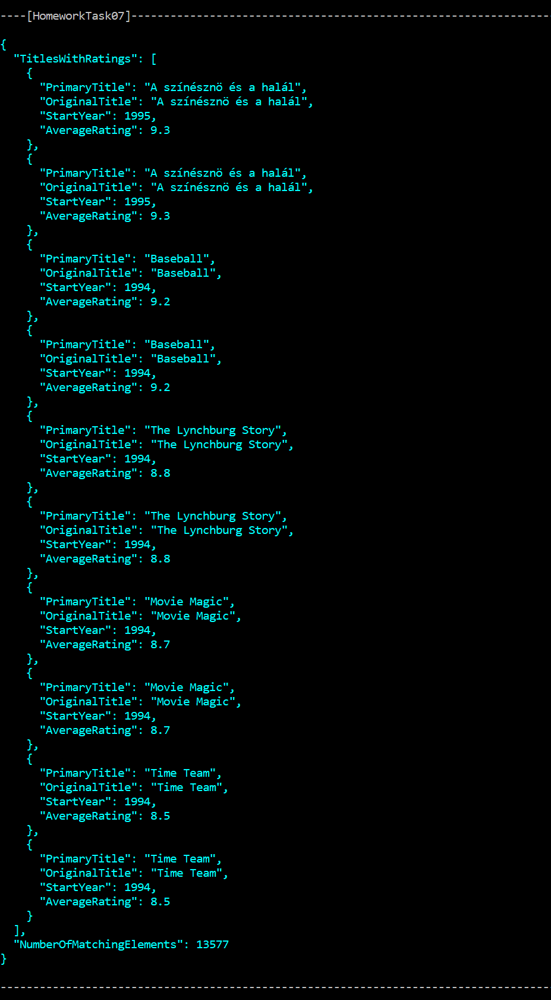 ----[HomeworkTask07]----------------------------------------------------------------
{
  "TitlesWithRatings": [
    {
      "PrimaryTitle": "A színésznö és a halál",
      "OriginalTitle": "A színésznö és a halál",
      "StartYear": 1995,
      "AverageRating": 9.3
    },
    {
      "PrimaryTitle": "A színésznö és a halál",
      "OriginalTitle": "A színésznö és a halál",
      "StartYear": 1995,
      "AverageRating": 9.3
    },
    {
      "PrimaryTitle": "Baseball",
      "OriginalTitle": "Baseball",
      "StartYear": 1994,
      "AverageRating": 9.2
    },
    {
      "PrimaryTitle": "Baseball",
      "OriginalTitle": "Baseball",
      "StartYear": 1994,
      "AverageRating": 9.2
    },
    {
      "PrimaryTitle": "The Lynchburg Story",
      "OriginalTitle": "The Lynchburg Story",
      "StartYear": 1994,
      "AverageRating": 8.8
    },
    {
      "PrimaryTitle": "The Lynchburg Story",
      "OriginalTitle": "The Lynchburg Story",
      "StartYear": 1994,
      "AverageRating": 8.8
    },
    {
      "PrimaryTitle": "Movie Magic",
      "OriginalTitle": "Movie Magic",
      "StartYear": 1994,
      "AverageRating": 8.7
    },
    {
      "PrimaryTitle": "Movie Magic",
      "OriginalTitle": "Movie Magic",
      "StartYear": 1994,
      "AverageRating": 8.7
    },
    {
      "PrimaryTitle": "Time Team",
      "OriginalTitle": "Time Team",
      "StartYear": 1994,
      "AverageRating": 8.5
    },
    {
      "PrimaryTitle": "Time Team",
      "OriginalTitle": "Time Team",
      "StartYear": 1994,
      "AverageRating": 8.5
    }
  ],
  "NumberOfMatchingElements": 13577
}
------------------------------------------------------------------------------------